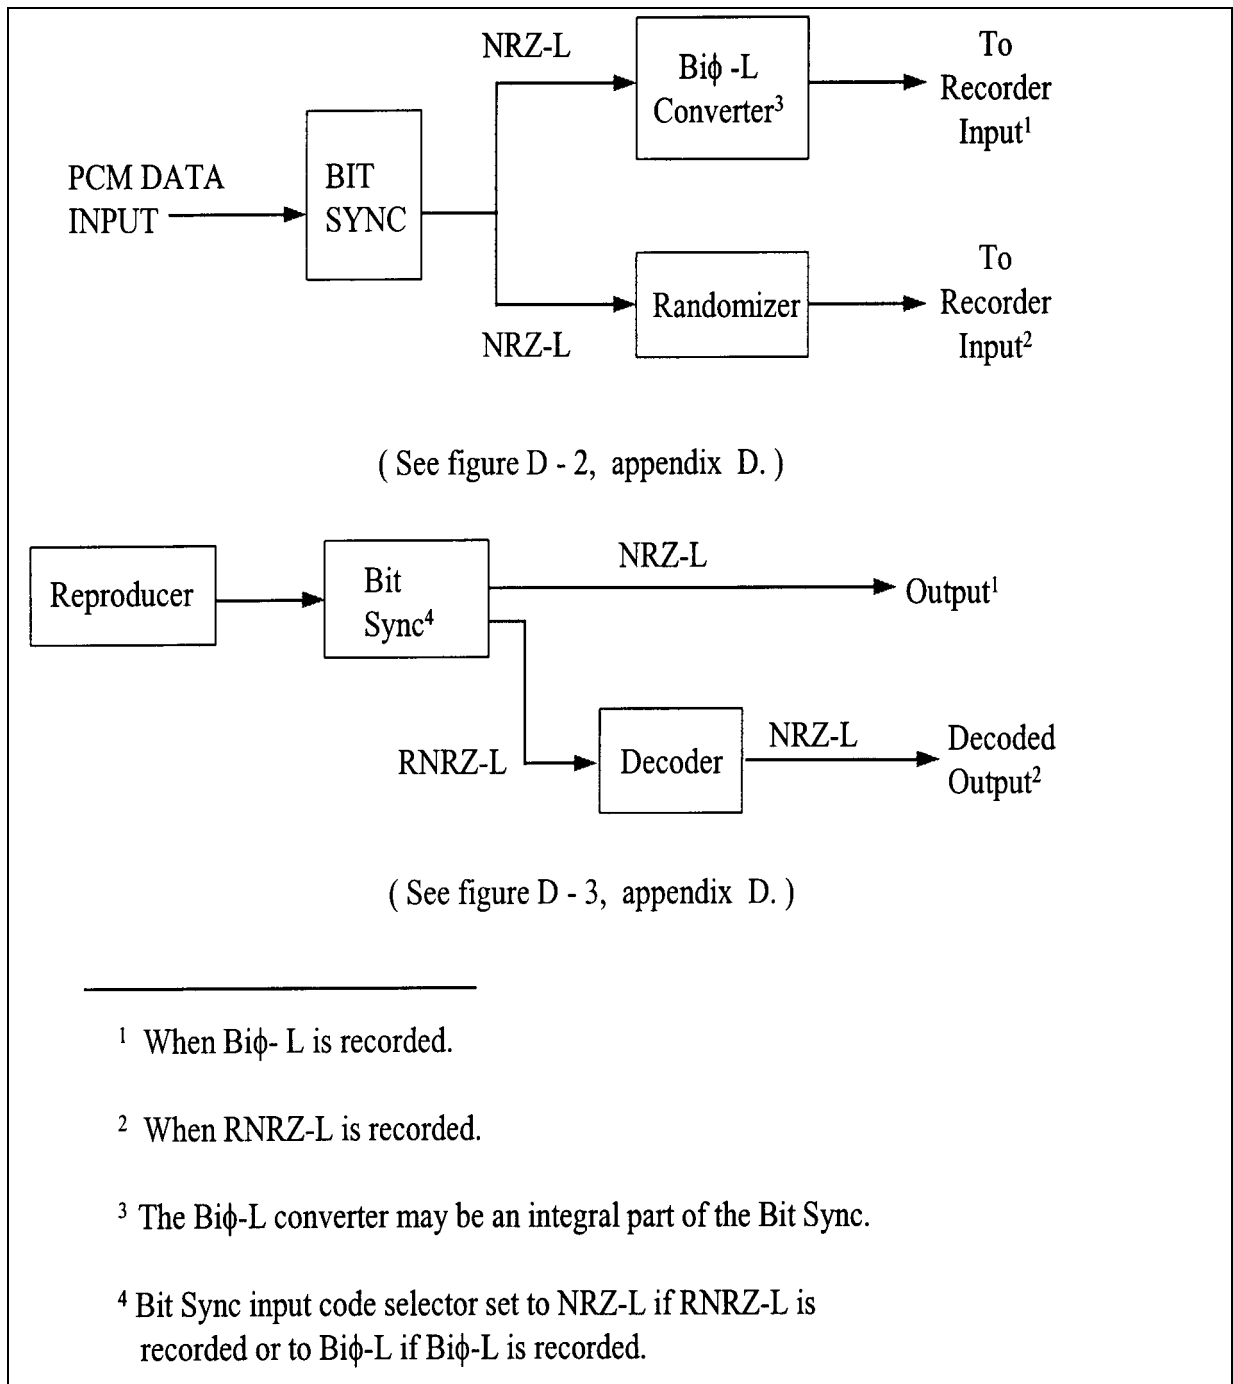 NRZ-L
Biϕ -L
Converter³
To
Recorder
Input¹
PCM DATA
INPUT
BIT
SYNC
NRZ-L
Randomizer
To
Recorder
Input²
( See figure D - 2, appendix D. )
Reproducer
Bit
Sync⁴
NRZ-L
Output¹
RNRZ-L
Decoder
NRZ-L
Decoded
Output²
( See figure D - 3, appendix D. )
¹ When Biϕ- L is recorded.
² When RNRZ-L is recorded.
³ The Biϕ-L converter may be an integral part of the Bit Sync.
⁴ Bit Sync input code selector set to NRZ-L if RNRZ-L is
recorded or to Biϕ-L if Biϕ-L is recorded.